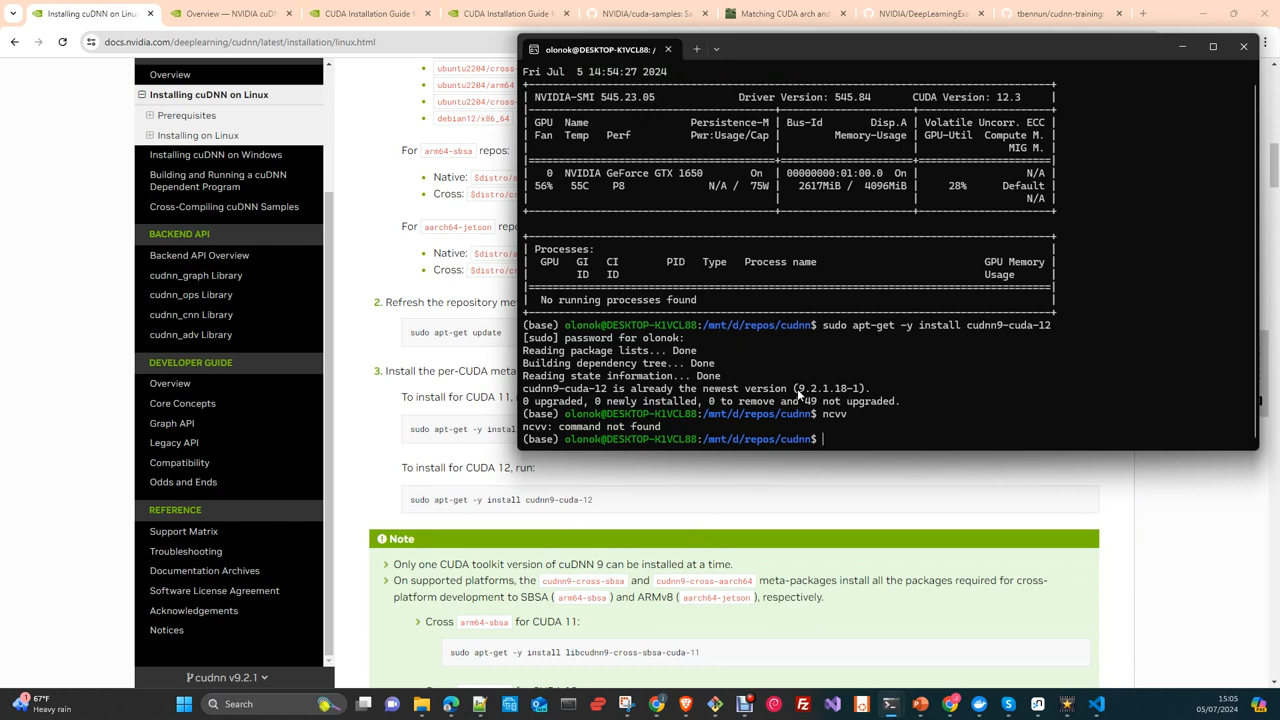 Installing cuDNN on Linux
Overview — NVIDIA cuDNN
CUDA Installation Guide f
CUDA Installation Guide fo
NVIDIA/cuda-samples: Sa
Matching CUDA arch and
NVIDIA/DeepLearningExa
tbennun/cudnn-training:
docs.nvidia.com/deeplearning/cudnn/latest/installation/linux.html
Overview
Installing cuDNN on Linux
Prerequisites
Installing on Linux
Installing cuDNN on Windows
Building and Running a cuDNN
Dependent Program
Cross-Compiling cuDNN Samples
BACKEND API
Backend API Overview
cudnn_graph Library
cudnn_ops Library
cudnn_cnn Library
cudnn_adv Library
DEVELOPER GUIDE
Overview
Core Concepts
Graph API
Legacy API
Compatibility
Odds and Ends
REFERENCE
Support Matrix
Troubleshooting
Documentation Archives
Software License Agreement
Acknowledgements
Notices
cudnn v9.2.1
ubuntu2204/cross-
ubuntu2204/arm64
ubuntu2204/cross-
debian12/x86_64
For arm64-sbsa repos:
Native: $distro/
Cross: $distro/c
For aarch64-jetson repo
Native: $distro/
Cross: $distro/c
2. Refresh the repository me
sudo apt-get update
3. Install the per-CUDA meta
To install for CUDA 11,
sudo apt-get -y instal
To install for CUDA 12, run:
sudo apt-get -y install cudnn9-cuda-12
Note
Only one CUDA toolkit version of cuDNN 9 can be installed at a time.
On supported platforms, the cudnn9-cross-sbsa and cudnn9-cross-aarch64 meta-packages install all the packages required for cross-
platform development to SBSA ( arm64-sbsa ) and ARMv8 ( aarch64-jetson ), respectively.
Cross arm64-sbsa for CUDA 11:
sudo apt-get -y install libcudnn9-cross-sbsa-cuda-11
olonok@DESKTOP-K1VCL88: /
Fri Jul 5 14:54:27 2024
NVIDIA-SMI 545.23.05 Driver Version: 545.84 CUDA Version: 12.3
GPU Name Persistence-M | Bus-Id Disp.A | Volatile Uncorr. ECC
Fan Temp Perf Pwr:Usage/Cap | Memory-Usage | GPU-Util Compute M.
MIG M.
0 NVIDIA GeForce GTX 1650 On | 00000000:01:00.0 On | N/A
56% 55C P8 N/A / 75W | 2617MiB / 4096MiB | 28% Default
N/A
Processes:
GPU GI CI PID Type Process name GPU Memory
ID ID Usage
No running processes found
(base) olonok@DESKTOP-K1VCL88:/mnt/d/repos/cudnn$ sudo apt-get -y install cudnn9-cuda-12
[sudo] password for olonok:
Reading package lists... Done
Building dependency tree... Done
Reading state information... Done
cudnn9-cuda-12 is already the newest version (9.2.1.18-1).
0 upgraded, 0 newly installed, 0 to remove and 49 not upgraded.
(base) olonok@DESKTOP-K1VCL88:/mnt/d/repos/cudnn$ ncvv
ncvv: command not found
(base) olonok@DESKTOP-K1VCL88:/mnt/d/repos/cudnn$
67°F
Heavy rain
Search
15:05
05/07/2024